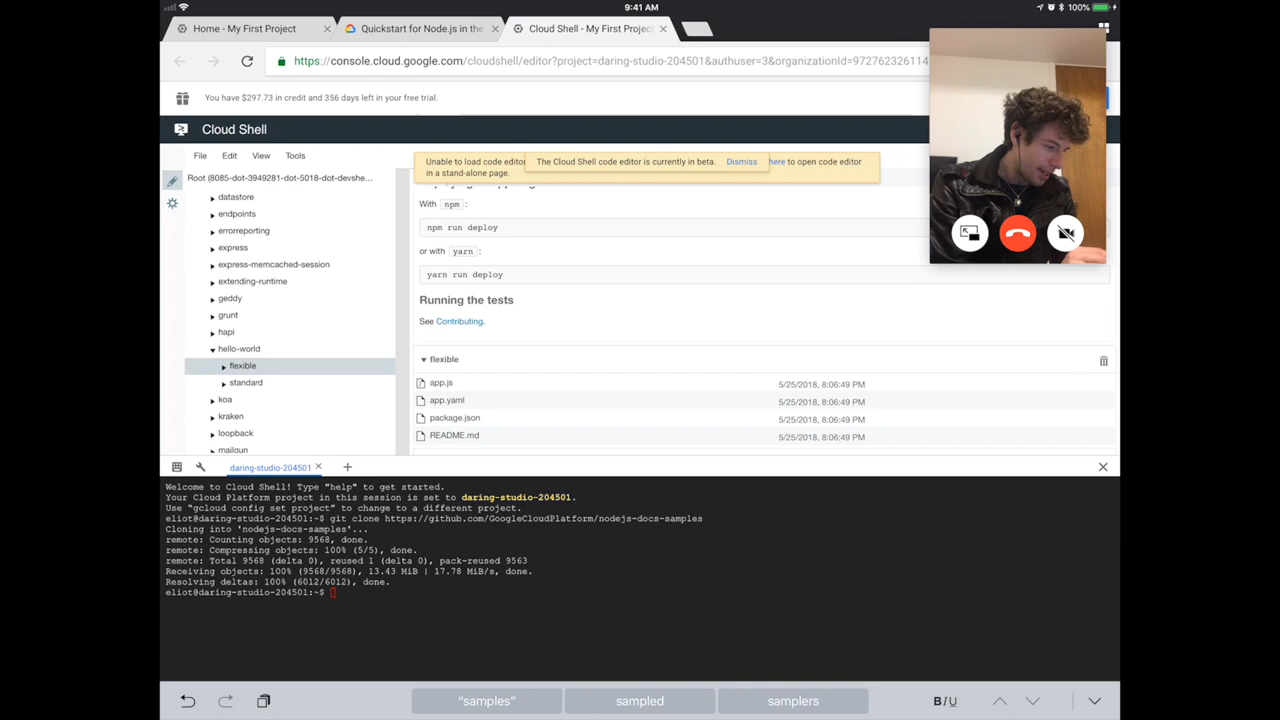 9:41 AM
100%
Home - My First Project
Quickstart for Node.js in the
Cloud Shell - My First Project
https://console.cloud.google.com/cloudshell/editor?project=daring-studio-204501&authuser=3&organizationId=972762326114
You have $297.73 in credit and 356 days left in your free trial.
Cloud Shell
File Edit View Tools
Unable to load code editor
The Cloud Shell code editor is currently in beta. Dismiss
here to open code editor
in a stand-alone page.
Root (8085-dot-3949281-dot-5018-dot-devshe...
datastore
endpoints
errorreporting
express
express-memcached-session
extending-runtime
geddy
grunt
hapi
hello-world
flexible
standard
koa
kraken
loopback
mailgun
With npm :
npm run deploy
or with yarn :
yarn run deploy
Running the tests
See Contributing.
flexible
app.js 5/25/2018, 8:06:49 PM
app.yaml 5/25/2018, 8:06:49 PM
package.json 5/25/2018, 8:06:49 PM
README.md 5/25/2018, 8:06:49 PM
daring-studio-204501
Welcome to Cloud Shell! Type "help" to get started.
Your Cloud Platform project in this session is set to daring-studio-204501.
Use "gcloud config set project" to change to a different project.
eliot@daring-studio-204501:~$ git clone https://github.com/GoogleCloudPlatform/nodejs-docs-samples
Cloning into 'nodejs-docs-samples'...
remote: Counting objects: 9568, done.
remote: Compressing objects: 100% (5/5), done.
remote: Total 9568 (delta 0), reused 1 (delta 0), pack-reused 9563
Receiving objects: 100% (9568/9568), 13.43 MiB | 17.78 MiB/s, done.
Resolving deltas: 100% (6012/6012), done.
eliot@daring-studio-204501:~$
“samples” sampled samplers
BIU